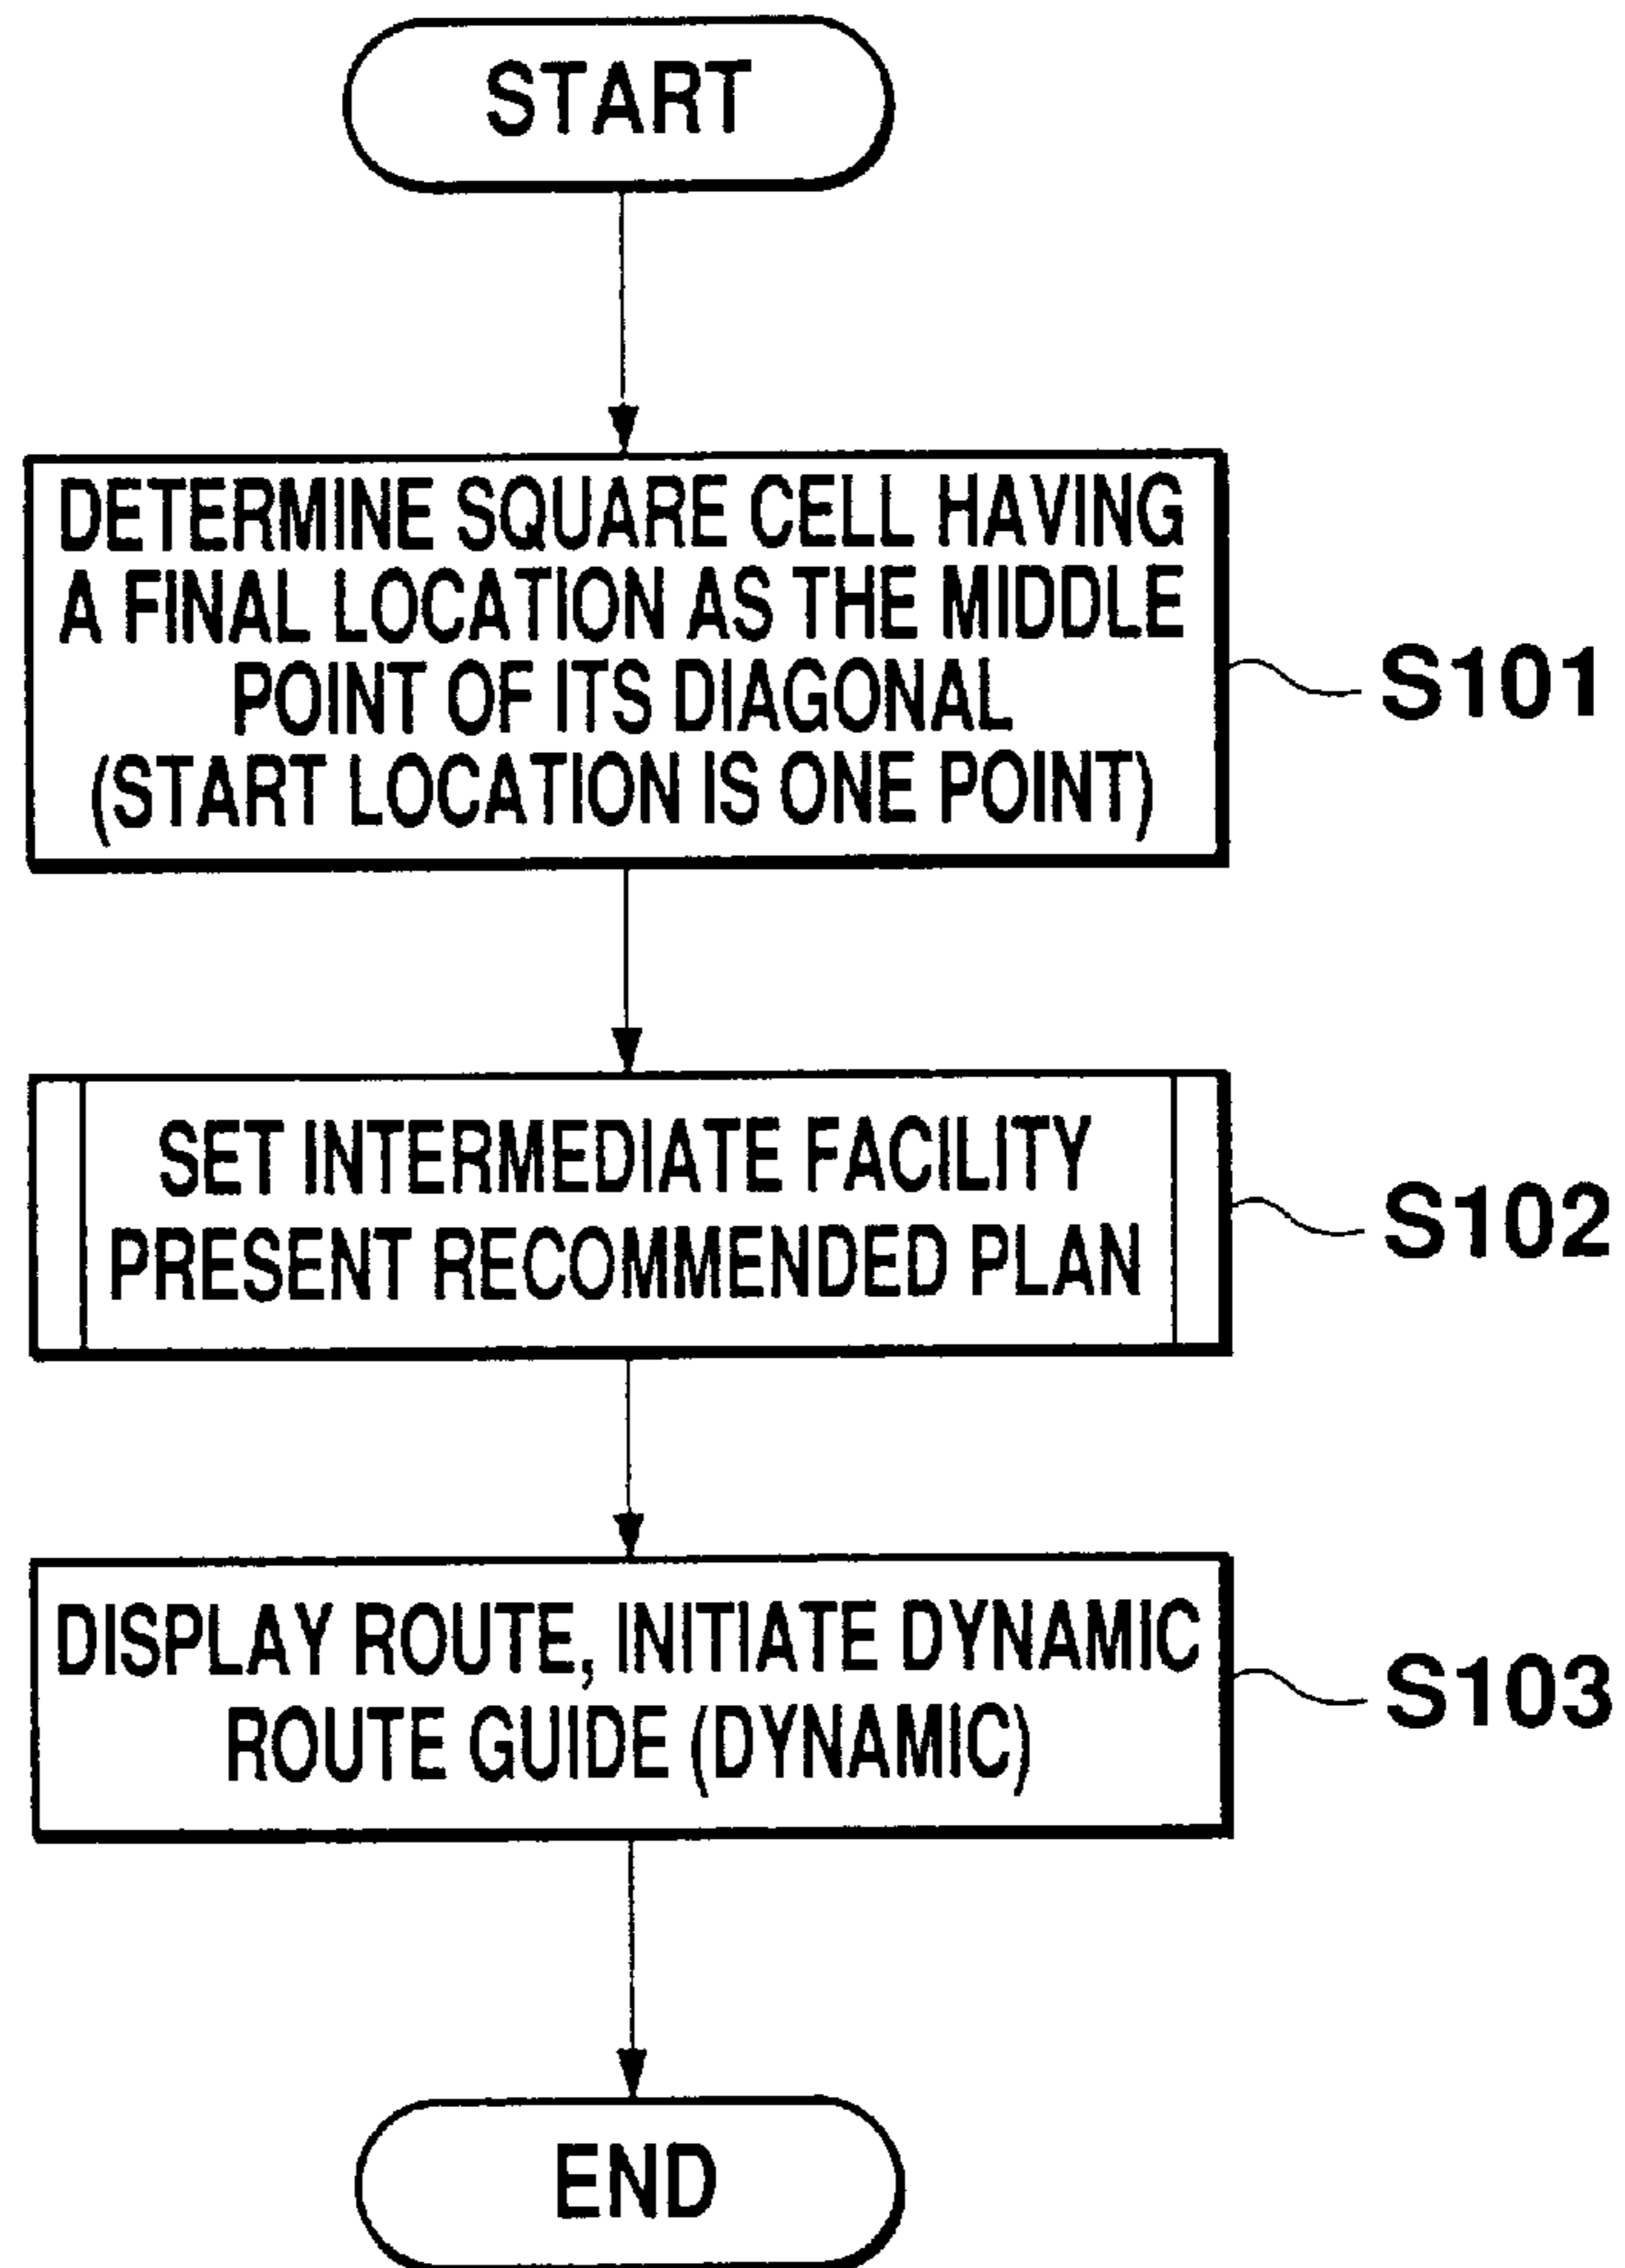 START
DETERMINE SQUARE CELL HAVING
A FINAL LOCATION AS THE MIDDLE
POINT OF ITS DIAGONAL
(START LOCATION IS ONE POINT)
S101
SET INTERMEDIATE FACILITY
PRESENT RECOMMENDED PLAN
S102
DISPLAY ROUTE, INITIATE DYNAMIC
ROUTE GUIDE (DYNAMIC)
S103
END